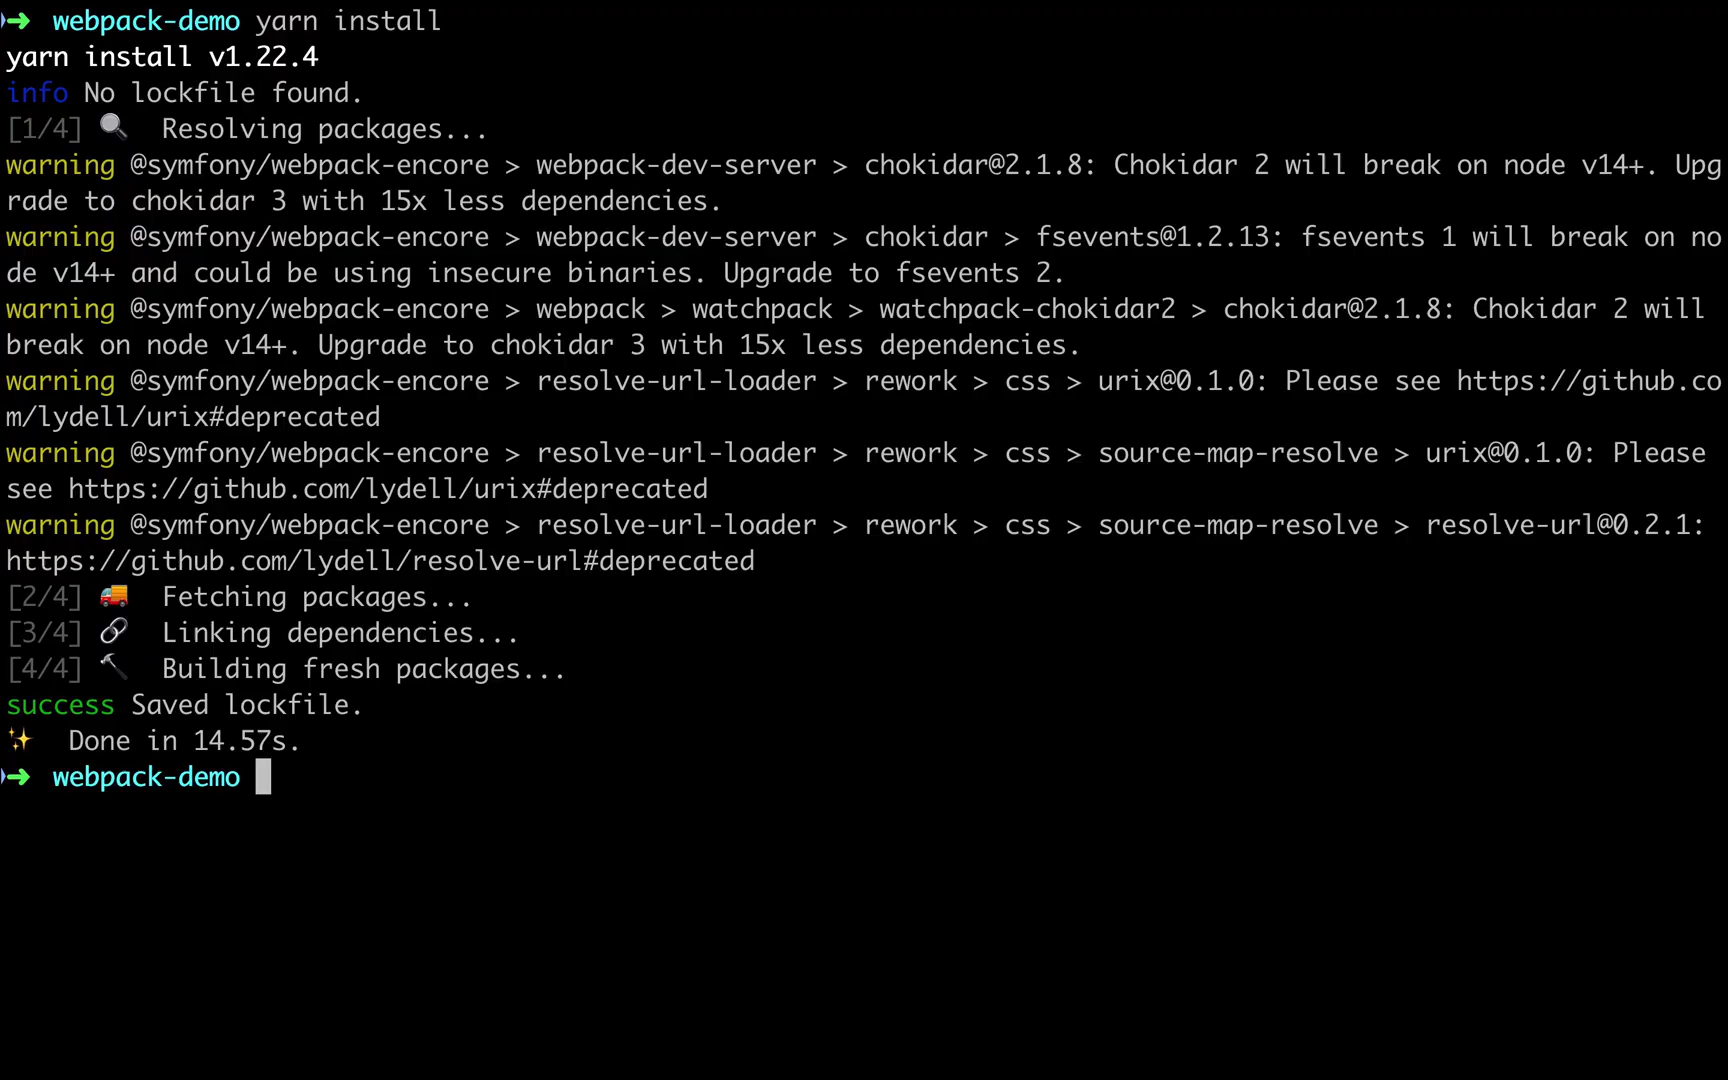 ➜ webpack-demo yarn install
yarn install v1.22.4
info No lockfile found.
[1/4] 🔍 Resolving packages...
warning @symfony/webpack-encore > webpack-dev-server > chokidar@2.1.8: Chokidar 2 will break on node v14+. Upg
rade to chokidar 3 with 15x less dependencies.
warning @symfony/webpack-encore > webpack-dev-server > chokidar > fsevents@1.2.13: fsevents 1 will break on no
de v14+ and could be using insecure binaries. Upgrade to fsevents 2.
warning @symfony/webpack-encore > webpack > watchpack > watchpack-chokidar2 > chokidar@2.1.8: Chokidar 2 will
break on node v14+. Upgrade to chokidar 3 with 15x less dependencies.
warning @symfony/webpack-encore > resolve-url-loader > rework > css > urix@0.1.0: Please see https://github.co
m/lydell/urix#deprecated
warning @symfony/webpack-encore > resolve-url-loader > rework > css > source-map-resolve > urix@0.1.0: Please
see https://github.com/lydell/urix#deprecated
warning @symfony/webpack-encore > resolve-url-loader > rework > css > source-map-resolve > resolve-url@0.2.1:
https://github.com/lydell/resolve-url#deprecated
[2/4] 🚚 Fetching packages...
[3/4] 🔗 Linking dependencies...
[4/4] 🔨 Building fresh packages...
success Saved lockfile.
✨ Done in 14.57s.
➜ webpack-demo